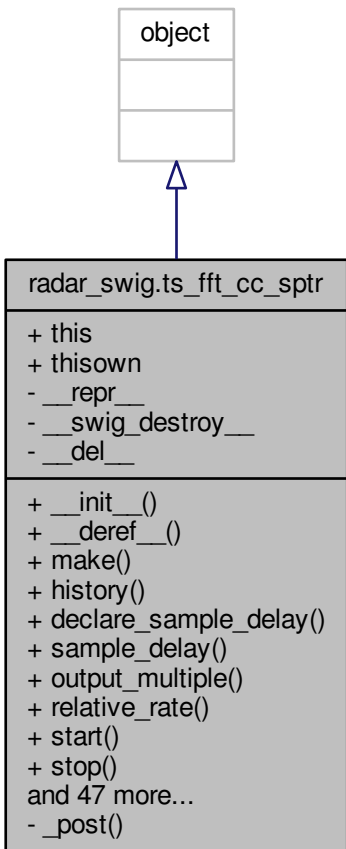 object
radar_swig.ts_fft_cc_sptr
+ this
+ thisown
- __repr__
- __swig_destroy__
- __del__
+ __init__()
+ __deref__()
+ make()
+ history()
+ declare_sample_delay()
+ sample_delay()
+ output_multiple()
+ relative_rate()
+ start()
+ stop()
and 47 more...
- _post()